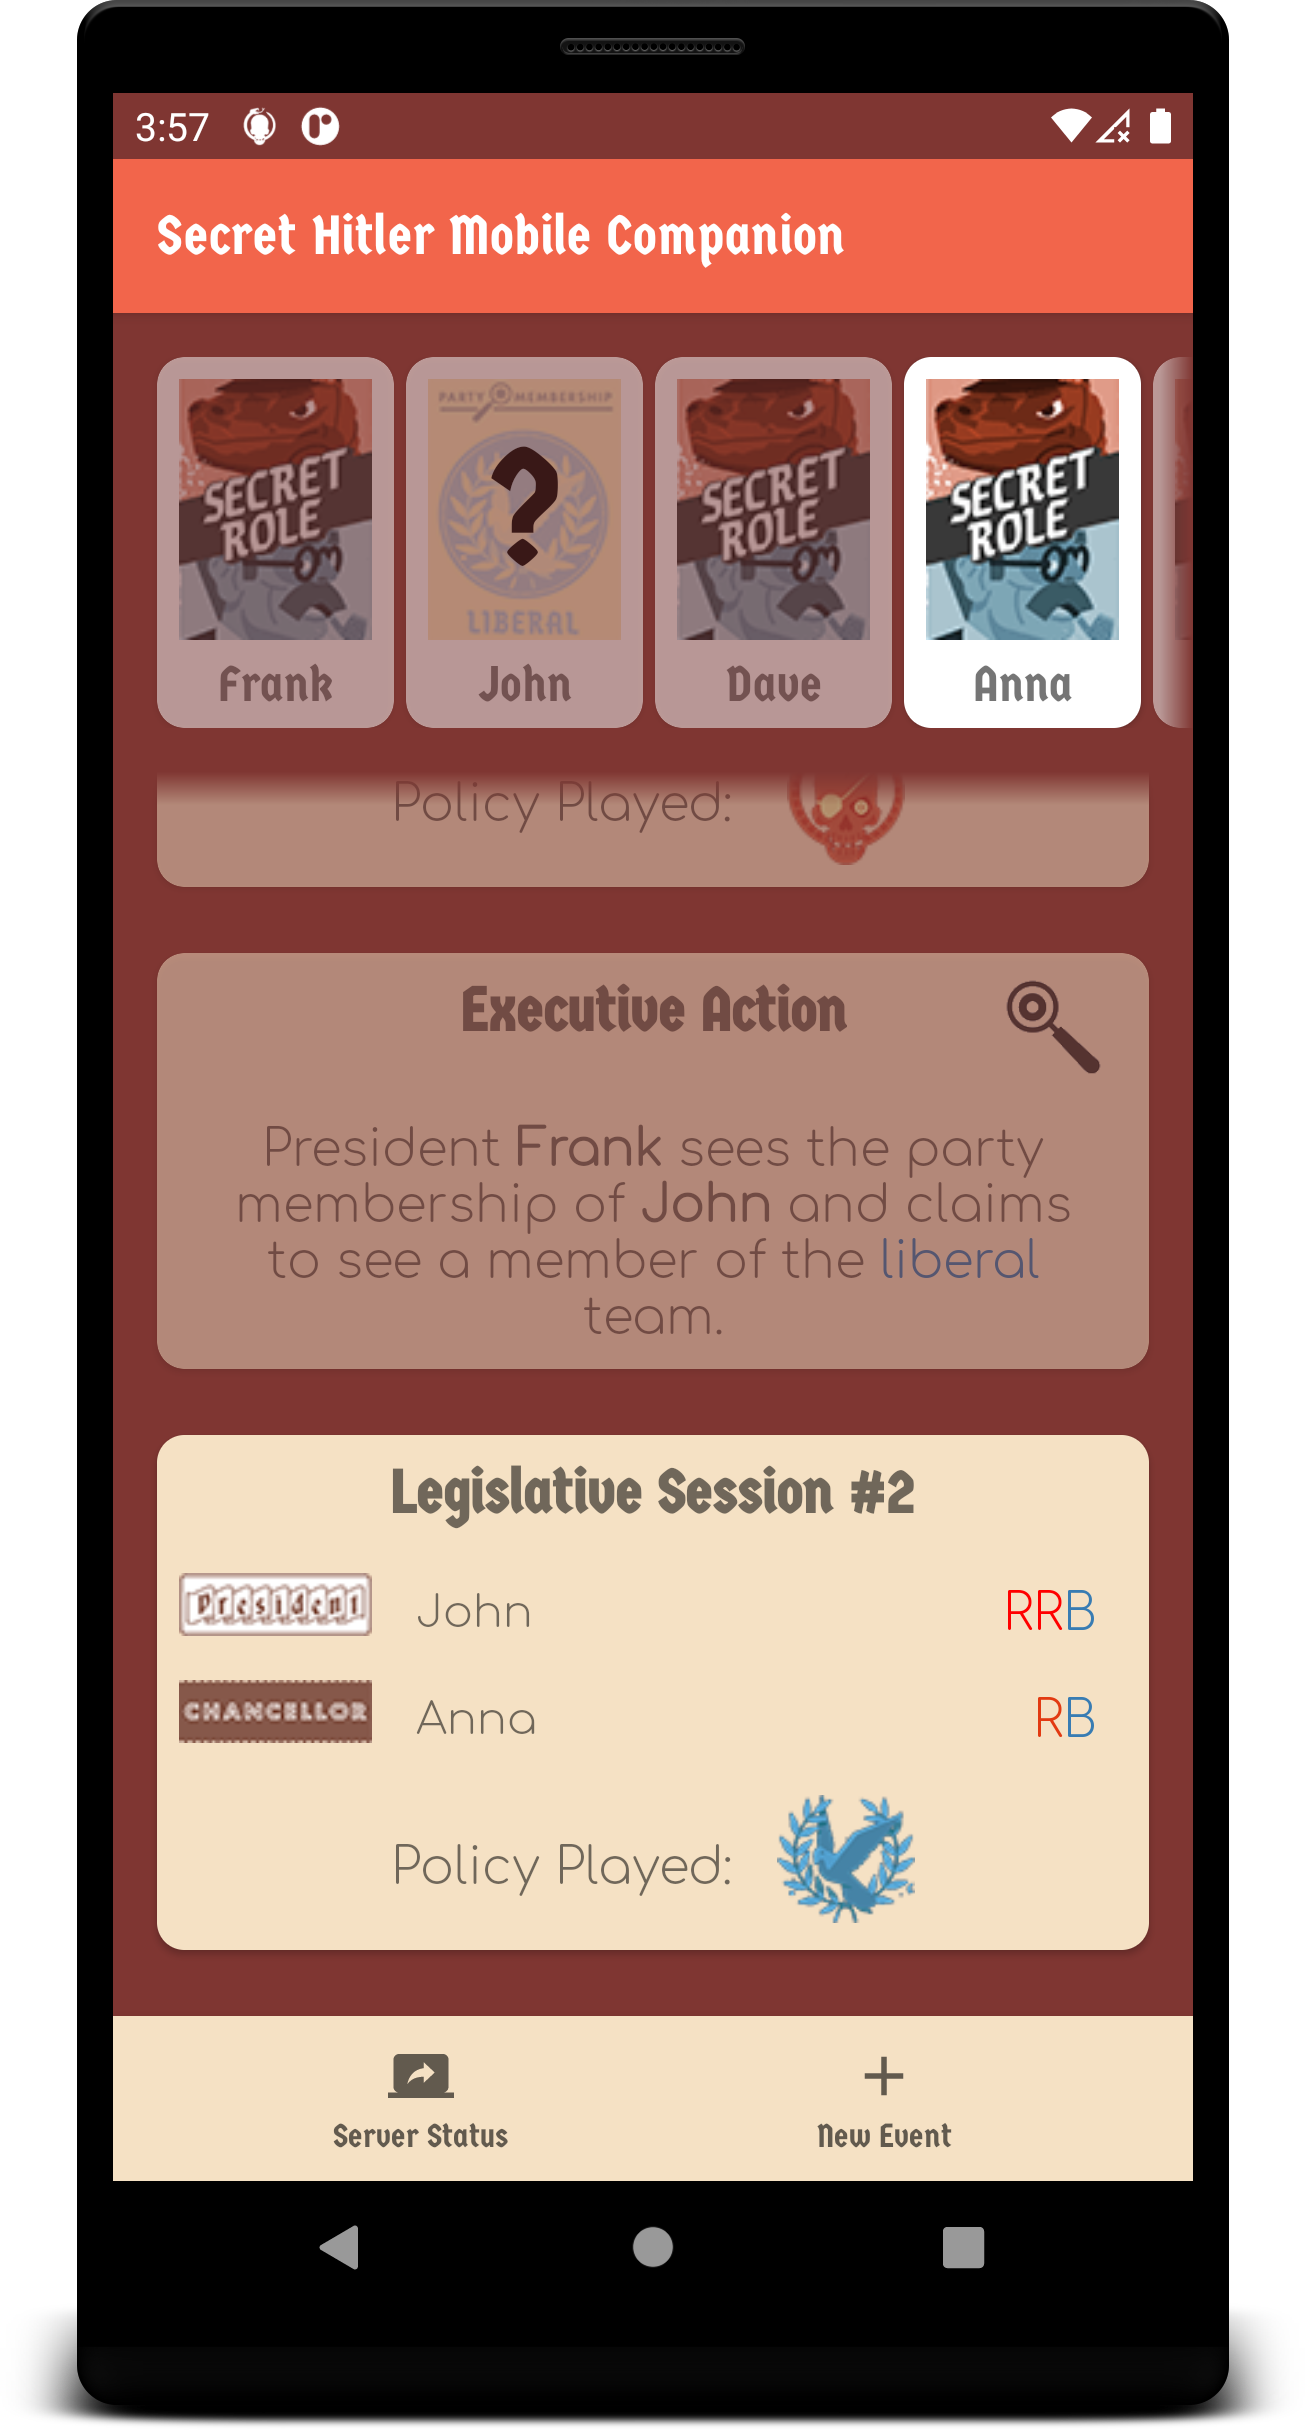 3:57
Secret Hitler Mobile Companion
SECRET
ROLE
Frank
PARTY MEMBERSHIP
?
LIBERAL
John
SECRET
ROLE
Dave
SECRET
ROLE
Anna
Policy Played:
Executive Action
President Frank sees the party
membership of John and claims
to see a member of the liberal
team.
Legislative Session #2
President John RRB
CHANCELLOR Anna RB
Policy Played:
Server Status
New Event